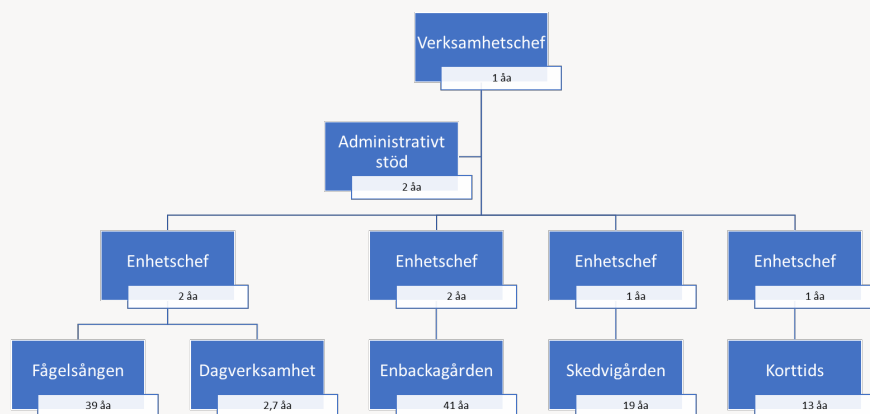 Verksamhetschef
1 åa
Administrativt
stöd
2 åa
Enhetschef
2 åa
Enhetschef
2 åa
Enhetschef
1 åa
Enhetschef
1 åa
Fågelsången
39 åa
Dagverksamhet
2,7 åa
Enbackagården
41 åa
Skedvigården
19 åa
Korttids
13 åa